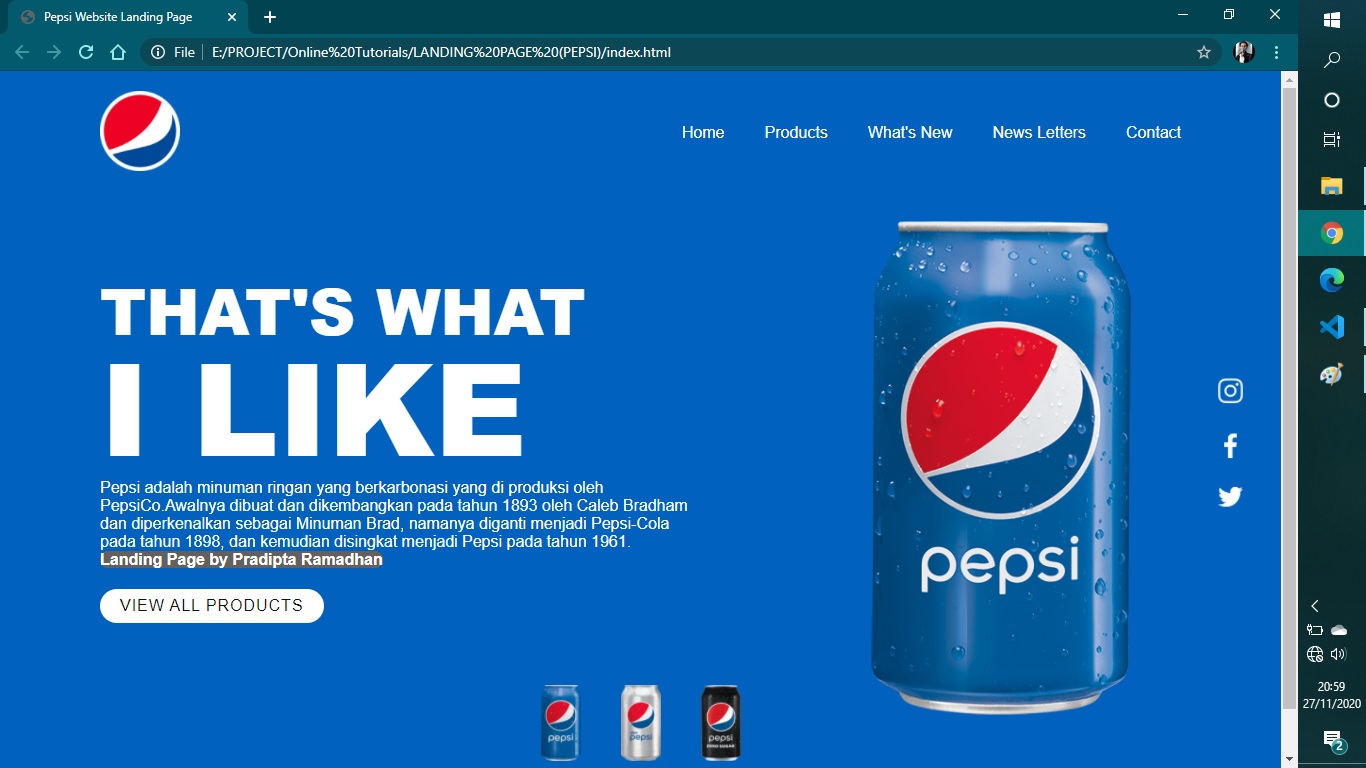 Pepsi Website Landing Page
File
E:/PROJECT/Online%20Tutorials/LANDING%20PAGE%20(PEPSI)/index.html
Home Products What's New News Letters Contact
THAT'S WHAT
I LIKE
Pepsi adalah minuman ringan yang berkarbonasi yang di produksi oleh
PepsiCo.Awalnya dibuat dan dikembangkan pada tahun 1893 oleh Caleb Bradham
dan diperkenalkan sebagai Minuman Brad, namanya diganti menjadi Pepsi-Cola
pada tahun 1898, dan kemudian disingkat menjadi Pepsi pada tahun 1961.
Landing Page by Pradipta Ramadhan
VIEW ALL PRODUCTS
pepsi
pepsi
pepsi
pepsi
ZERO SUGAR
20:59
27/11/2020
2